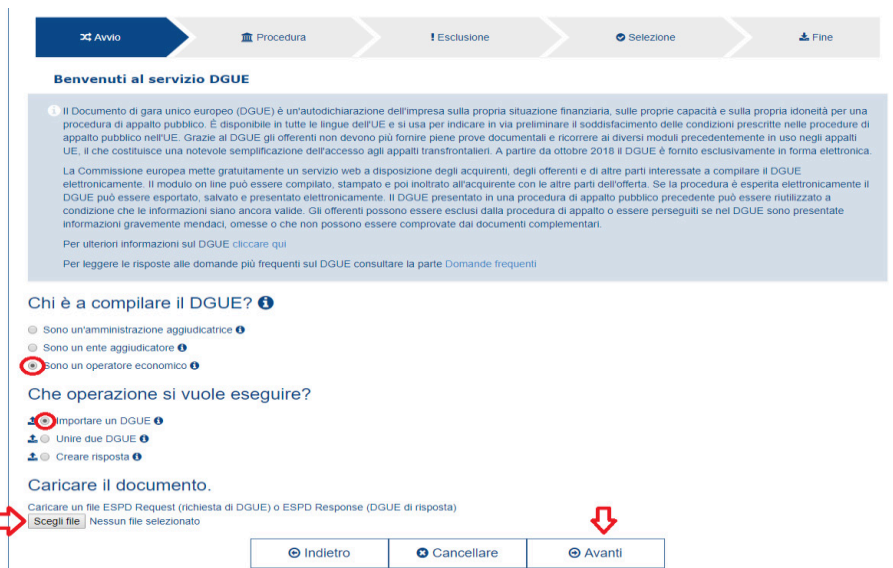 Avvio
Procedura
Esclusione
Selezione
Fine
Benvenuti al servizio DGUE
Il Documento di gara unico europeo (DGUE) è un'autodichiarazione dell'impresa sulla propria situazione finanziaria, sulle proprie capacità e sulla propria idoneità per una
procedura di appalto pubblico. È disponibile in tutte le lingue dell'UE e si usa per indicare in via preliminare il soddisfacimento delle condizioni prescritte nelle procedure di
appalto pubblico nell'UE. Grazie al DGUE gli offerenti non devono più fornire piene prove documentali e ricorrere ai diversi moduli precedentemente in uso negli appalti
UE, il che costituisce una notevole semplificazione dell'accesso agli appalti transfrontalieri. A partire da ottobre 2018 il DGUE è fornito esclusivamente in forma elettronica.
La Commissione europea mette gratuitamente un servizio web a disposizione degli acquirenti, degli offerenti e di altre parti interessate a compilare il DGUE
elettronicamente. Il modulo on line può essere compilato, stampato e poi inoltrato all'acquirente con le altre parti dell'offerta. Se la procedura è esperita elettronicamente il
DGUE può essere esportato, salvato e presentato elettronicamente. Il DGUE presentato in una procedura di appalto pubblico precedente può essere riutilizzato a
condizione che le informazioni siano ancora valide. Gli offerenti possono essere esclusi dalla procedura di appalto o essere perseguiti se nel DGUE sono presentate
informazioni gravemente mendaci, omesse o che non possono essere comprovate dai documenti complementari.
Per ulteriori informazioni sul DGUE cliccare qui
Per leggere le risposte alle domande più frequenti sul DGUE consultare la parte Domande frequenti
Chi è a compilare il DGUE?
Sono un'amministrazione aggiudicatrice
Sono un ente aggiudicatore
Sono un operatore economico
Che operazione si vuole eseguire?
Importare un DGUE
Unire due DGUE
Creare risposta
Caricare il documento.
Caricare un file ESPD Request (richiesta di DGUE) o ESPD Response (DGUE di risposta)
Scegli file Nessun file selezionato
Indietro
Cancellare
Avanti